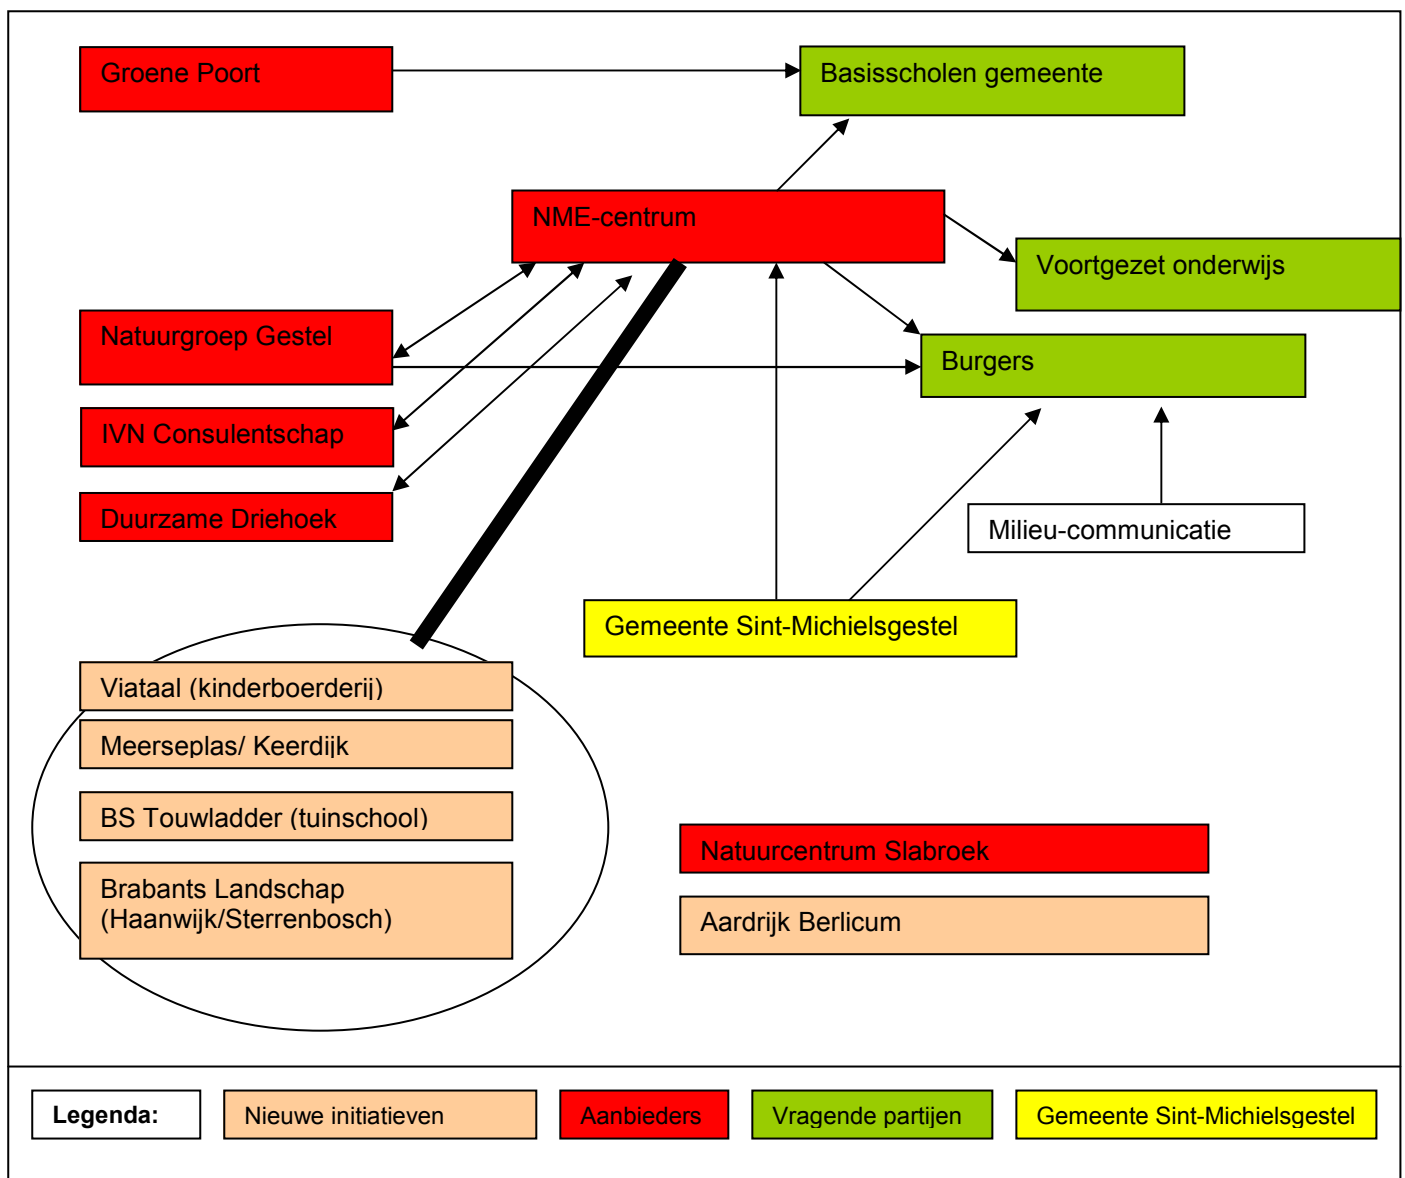 Groene Poort
Basisscholen gemeente
NME-centrum
Voortgezet onderwijs
Natuurgroep Gestel
Burgers
IVN Consulentschap
Duurzame Driehoek
Milieu-communicatie
Gemeente Sint-Michielsgestel
Viataal (kinderboerderij)
Meerseplas/ Keerdijk
BS Touwladder (tuinschool)
Brabants Landschap
(Haanwijk/Sterrenbosch)
Natuurcentrum Slabroek
Aardrijk Berlicum
Legenda:
Nieuwe initiatieven
Aanbieders
Vragende partijen
Gemeente Sint-Michielsgestel